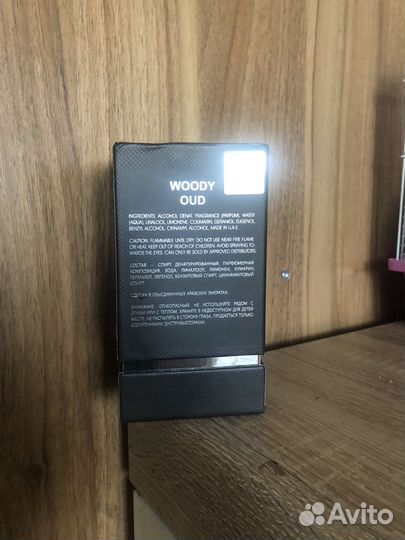 WOODY
OUD
INGREDIENTS: ALCOHOL DENAT, FRAGRANCE (PARFUM), WATER
(AQUA), LINALOOL, LIMONENE, COUMARIN, GERANIOL, EUGENOL,
BENZYL ALCOHOL, CINNAMYL ALCOHOL, MADE IN U.A.E.
CAUTION: FLAMMABLE UNTIL DRY. DO NOT USE NEAR FIRE FLAME
OR HEAT. KEEP OUT OF REACH OF CHILDREN. AVOID SPRAYING TO-
WARDS THE EYES. CAN ONLY BE SOLD BY APPROVED DISTRIBUTORS
СОСТАВ – СПИРТ ДЕНАТУРИРОВАННЫЙ, ПАРФЮМЕРНАЯ
КОМПОЗИЦИЯ, ВОДА, ЛИНАЛООЛ, ЛИМОНЕН, КУМАРИН,
ГЕРАНИОЛ, ЭВГЕНОЛ, БЕНЗИЛОВЫЙ СПИРТ, ЦИННАМИЛОВЫЙ
СПИРТ.
СДЕЛАН В ОБЪЕДИНЕННЫХ АРАБСКИХ ЭМИРАТАХ.
ВНИМАНИЕ: ОГНЕОПАСНЫЙ. НЕ ИСПОЛЬЗУЙТЕ РЯДОМ С
ОГНЕМ ИЛИ С ТЕПЛОМ. ХРАНИТЕ В НЕДОСТУПНОМ ДЛЯ ДЕТЕЙ
МЕСТЕ. НЕ РАСПЫЛЯТЬ В СТОРОНУ ГЛАЗА. ПРОДАЕТСЯ ТОЛЬКО
ОДОБРЕННЫМИ ДИСТРИБЬЮТОРАМИ.
Avito